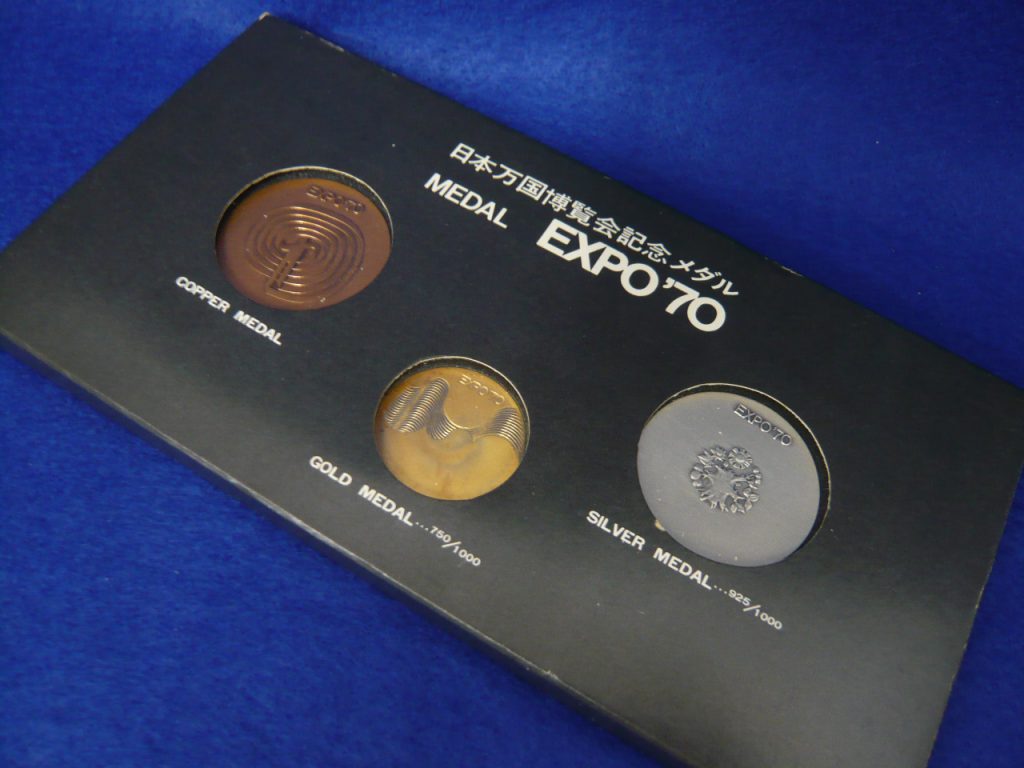 日本万国博覧会記念メダル
MEDAL EXPO'70
EXPO'70
COPPER MEDAL
EXPO'70
GOLD MEDAL...750/1000
EXPO'70
SILVER MEDAL...925/1000